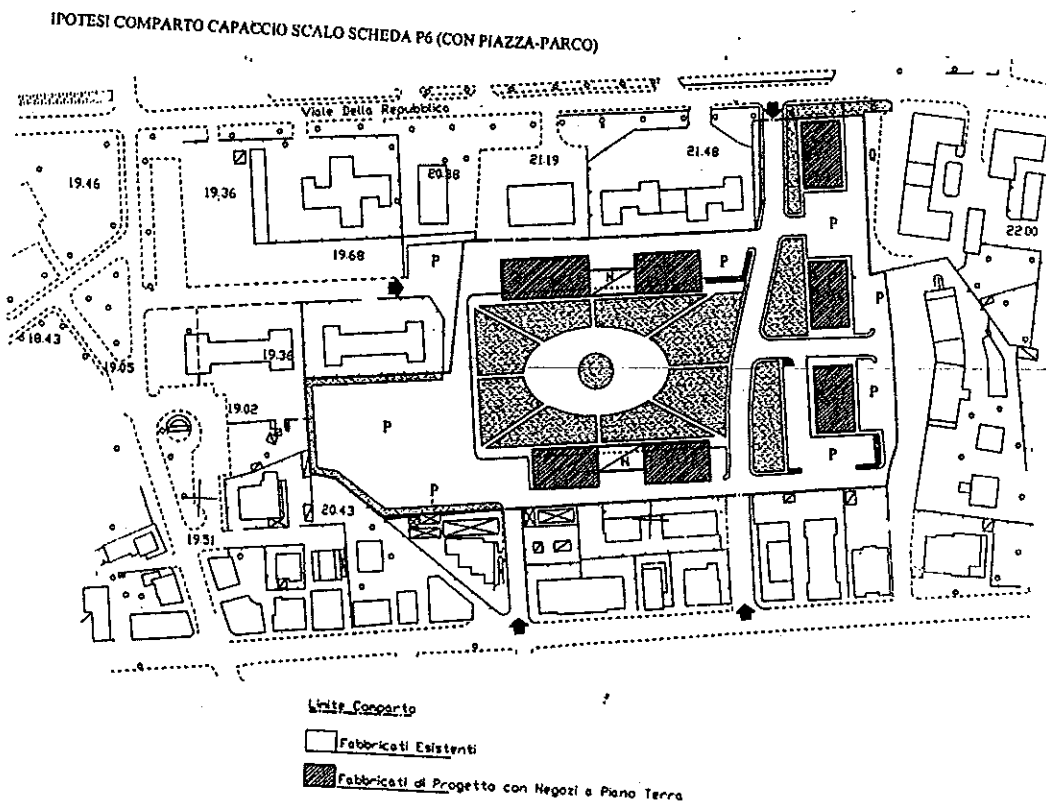 IPOTESI COMPARTO CAPACCIO SCALO SCHEDA P6 (CON PIAZZA-PARCO)
Viale Della Repubblica
19.46
19.36
20.38
21.19
21.48
22.00
19.68
P
P
P
P
18.43
19.05
19.36
N
19.02
P
P
P
P
N
20.43
19.51
Limite Comparto
Fabbricati Esistenti
Fabbricati di Progetto con Negozi a Piano Terra